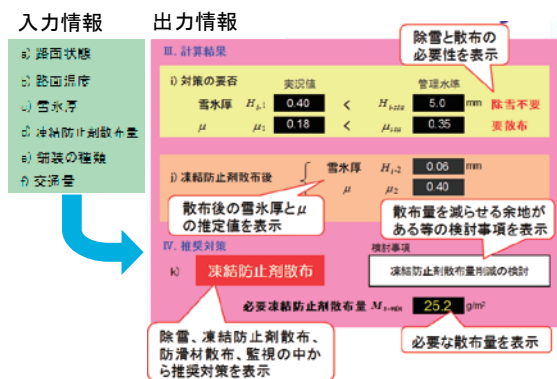 入力情報
出力情報
a) 路面状態
b) 路面温度
c) 雪氷厚
d) 凍結防止剤散布量
e) 舗装の種類
f) 交通量
III. 計算結果
除雪と散布の
必要性を表示
i) 対策の要否
実況値
管理水準
雪氷厚 Hs-1 0.40 < Hs-sta 5.0 mm 除雪不要
μ μ1 0.18 < μsta 0.35 要散布
j) 凍結防止剤散布後
雪氷厚 Hs-2 0.06 mm
μ μ2 0.40
散布後の雪氷厚とμ
の推定値を表示
散布量を減らせる余地が
ある等の検討事項を表示
IV. 推奨対策
検討事項
k) 凍結防止剤散布
凍結防止剤散布量削減の検討
必要凍結防止剤散布量 25.2 g/m²
除雪、凍結防止剤散布、
防滑材散布、監視の中か
ら推奨対策を表示
必要な散布量を表示